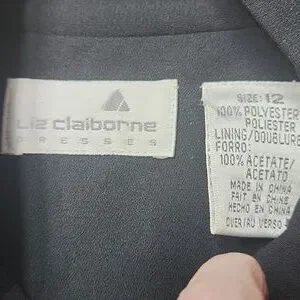 Liz claiborne
DRESSES
SIZE: 12
100% POLYESTER
POLIESTER
LINING/DOUBLURE
FORRO:
100% ACETATE/
ACETATO
MADE IN CHINA
FAIT EN CHINE
HECHO EN CHINA
OVER/AU VERSO